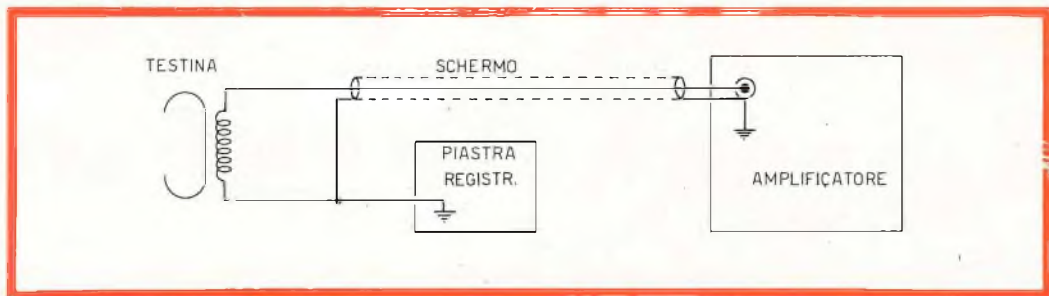 TESTINA
SCHERMO
PIASTRA
REGISTR.
AMPLIFICATORE